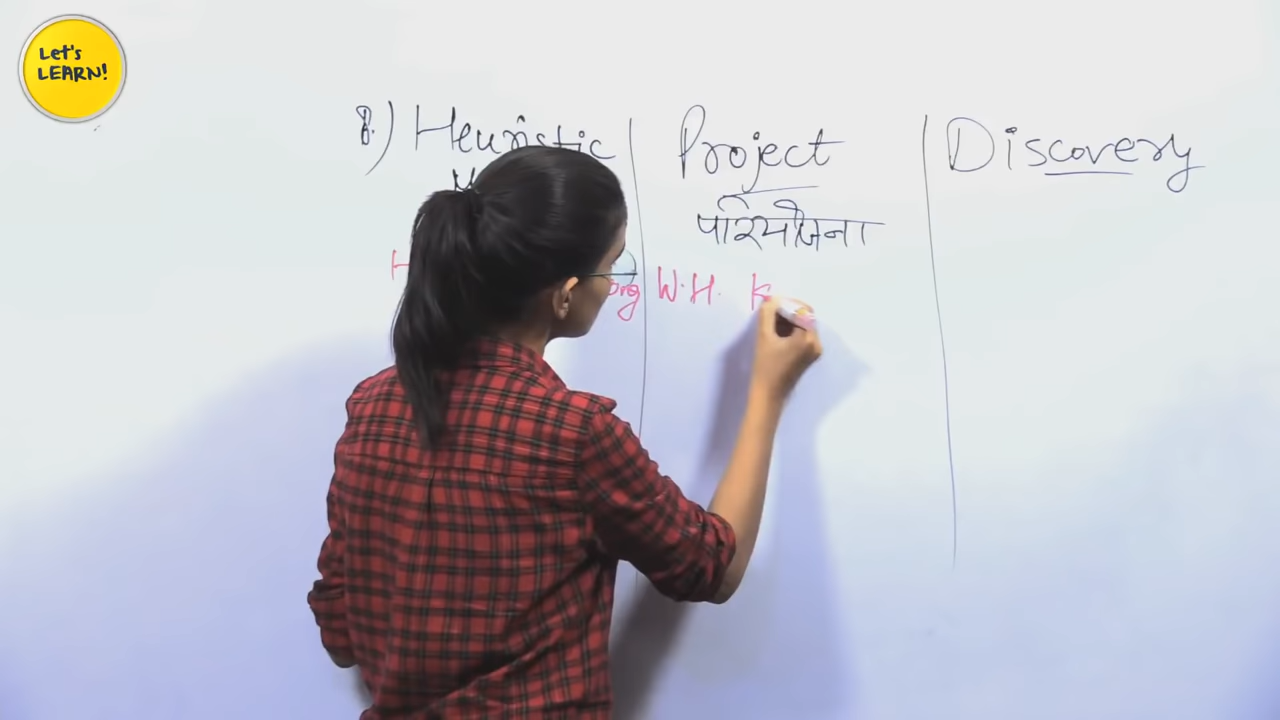 Let's
LEARN!
8.) Heuristic
Project
परियोजना
W.H. K
Discovery